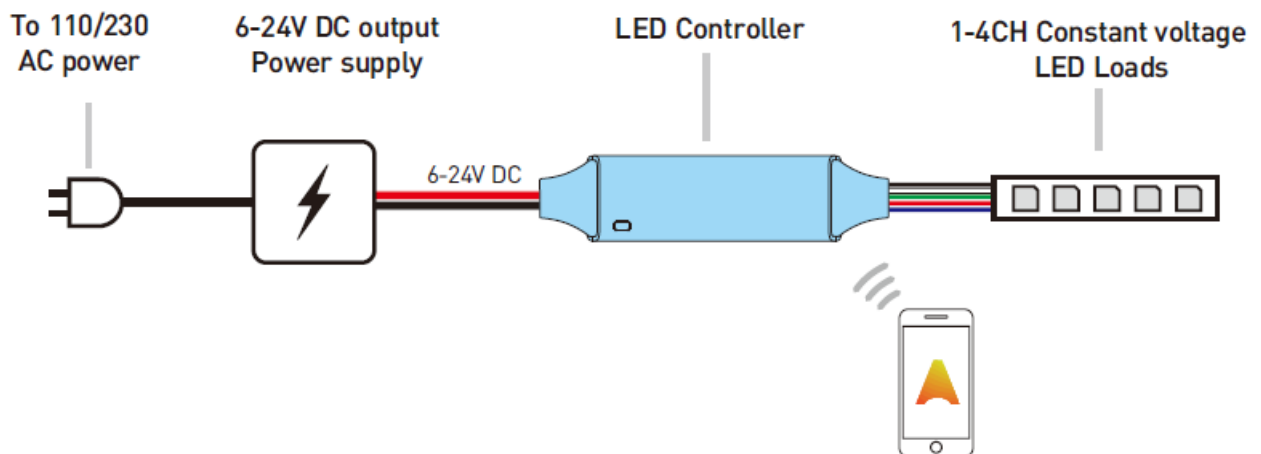 To 110/230
AC power
6-24V DC output
Power supply
LED Controller
1-4CH Constant voltage
LED Loads
6-24V DC